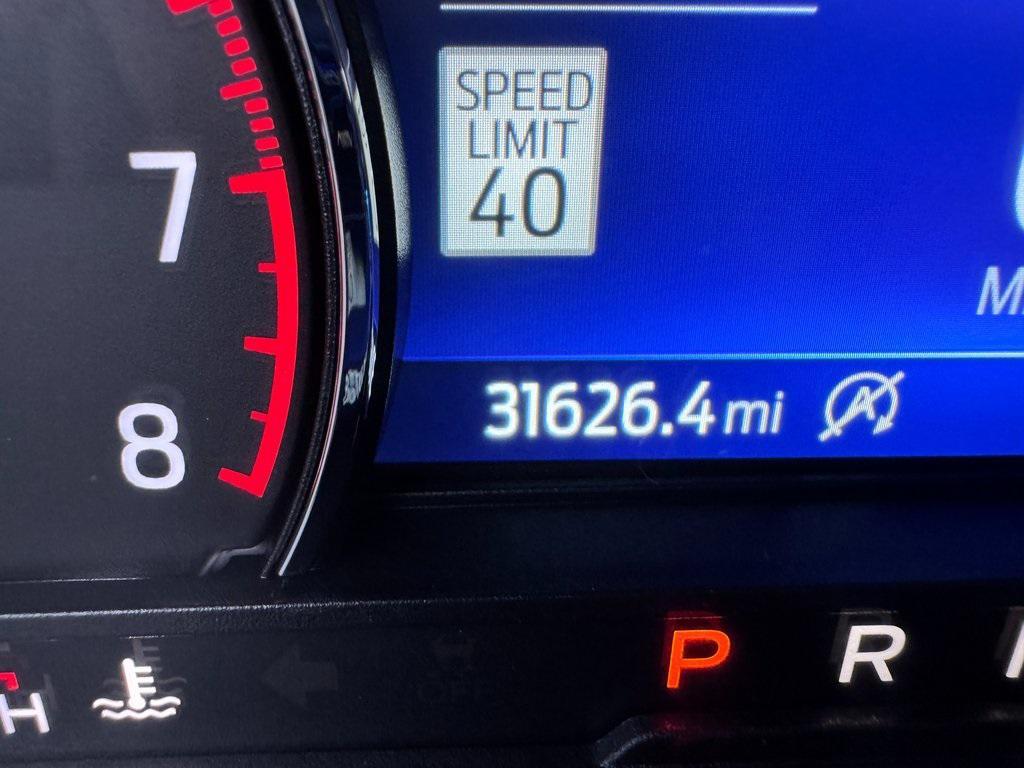 SPEED
LIMIT
40
7
8
31626.4 mi
A
P R
H